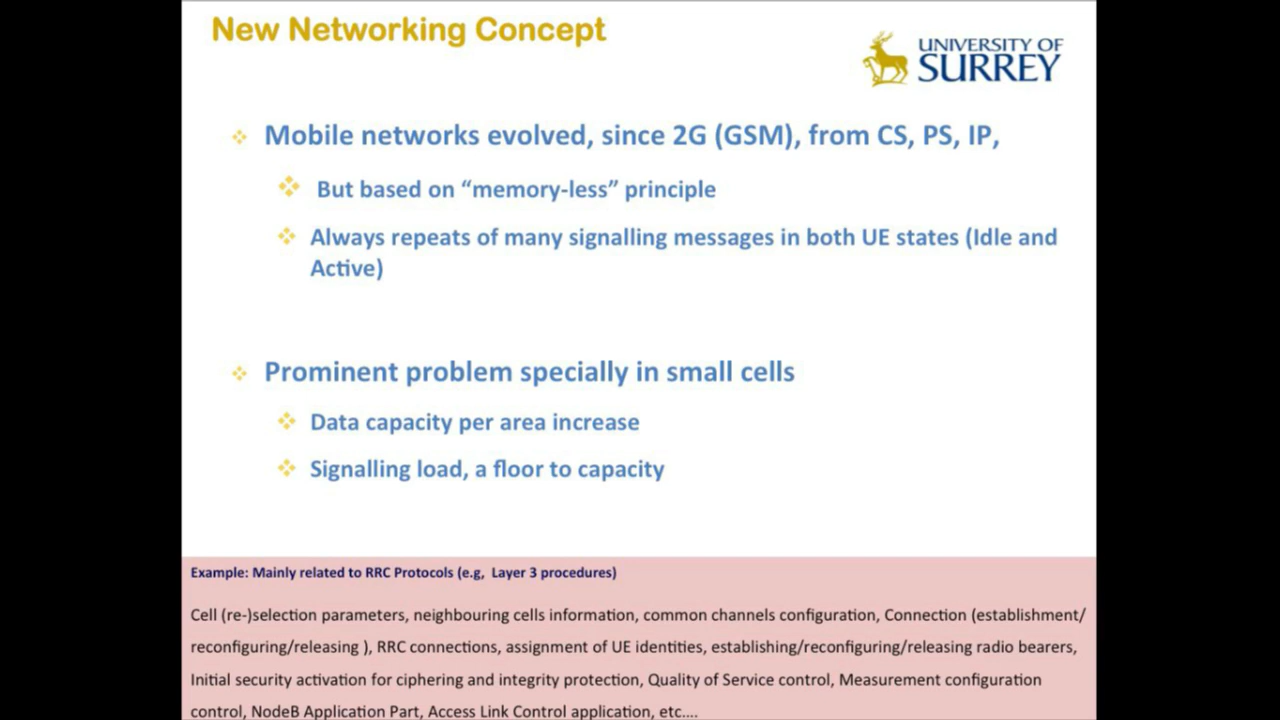 New Networking Concept
UNIVERSITY OF
SURREY
Mobile networks evolved, since 2G (GSM), from CS, PS, IP,
But based on “memory-less” principle
Always repeats of many signalling messages in both UE states (Idle and
Active)
Prominent problem specially in small cells
Data capacity per area increase
Signalling load, a floor to capacity
Example: Mainly related to RRC Protocols (e.g, Layer 3 procedures)
Cell (re-)selection parameters, neighbouring cells information, common channels configuration, Connection (establishment/
reconfiguring/releasing ), RRC connections, assignment of UE identities, establishing/reconfiguring/releasing radio bearers,
Initial security activation for ciphering and integrity protection, Quality of Service control, Measurement configuration
control, NodeB Application Part, Access Link Control application, etc....